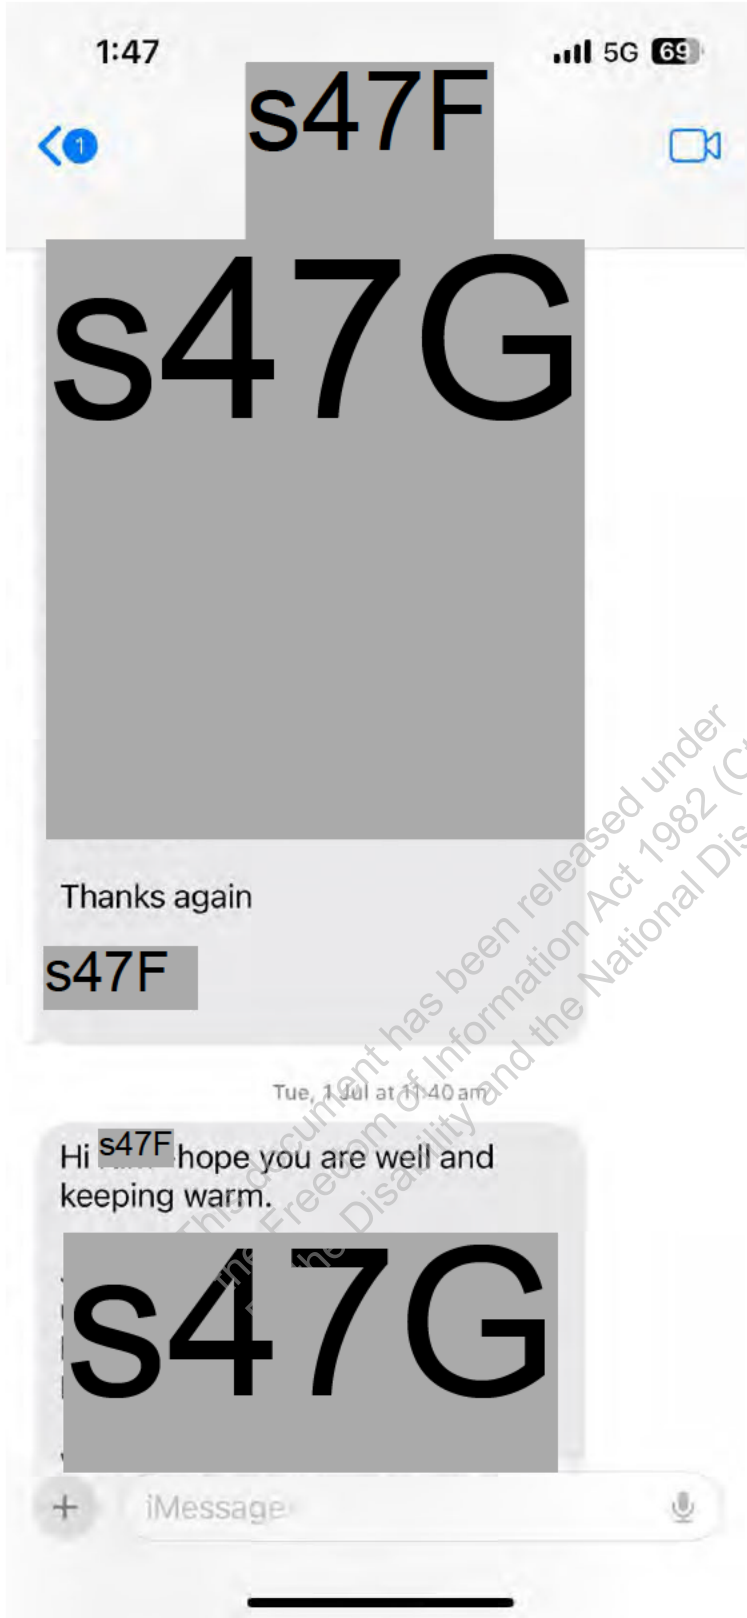 1:47
5G 69
1
s47F
s47G
Thanks again
s47F
Tue, 1 Jul at 11:40 am
Hi s47F hope you are well and
keeping warm.
s47G
iMessage
This document has been released under
the Freedom of Information Act 1982 (Ct
the Disability and the National Dis